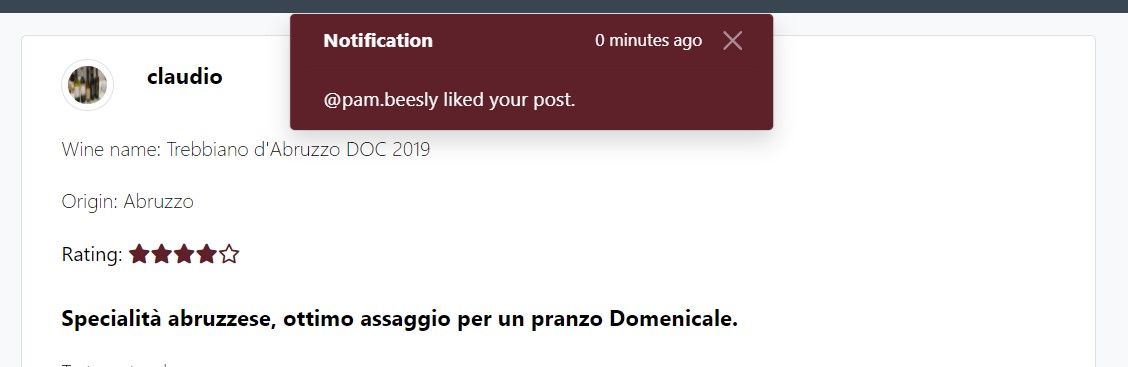 Notification 0 minutes ago
@pam.beesly liked your post.
claudio
Wine name: Trebbiano d'Abruzzo DOC 2019
Origin: Abruzzo
Rating:
Specialità abruzzese, ottimo assaggio per un pranzo Domenicale.